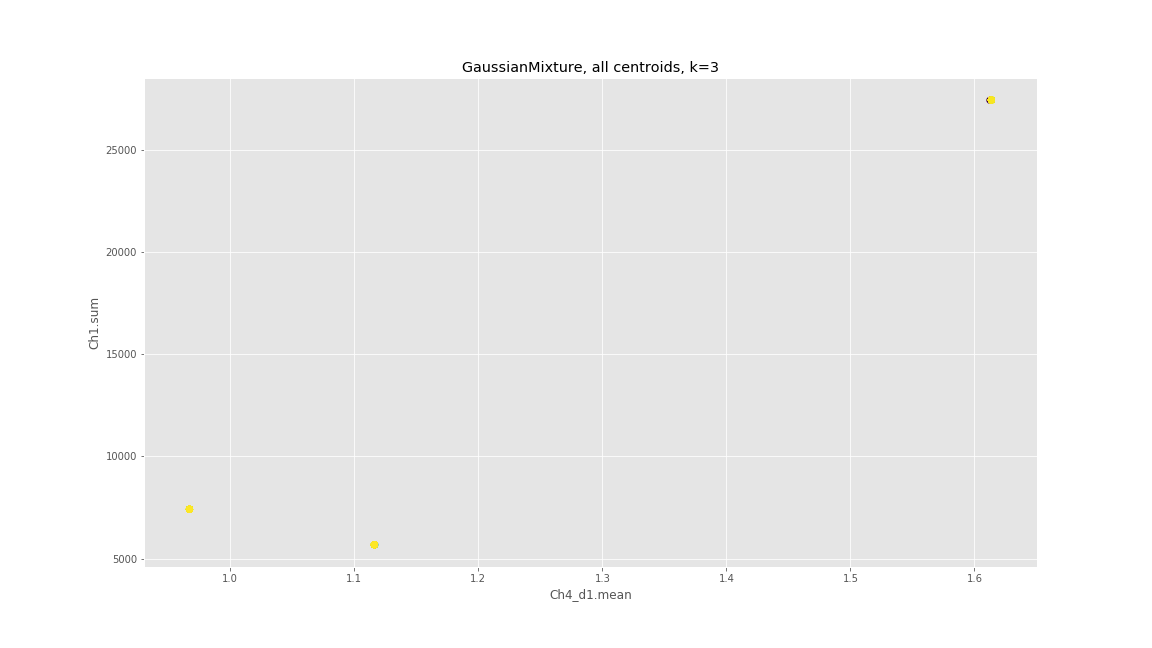 GaussianMixture, all centroids, k=3
25000
20000
15000
10000
5000
Ch1.sum
1.0 1.1 1.2 1.3 1.4 1.5 1.6
Ch4_d1.mean